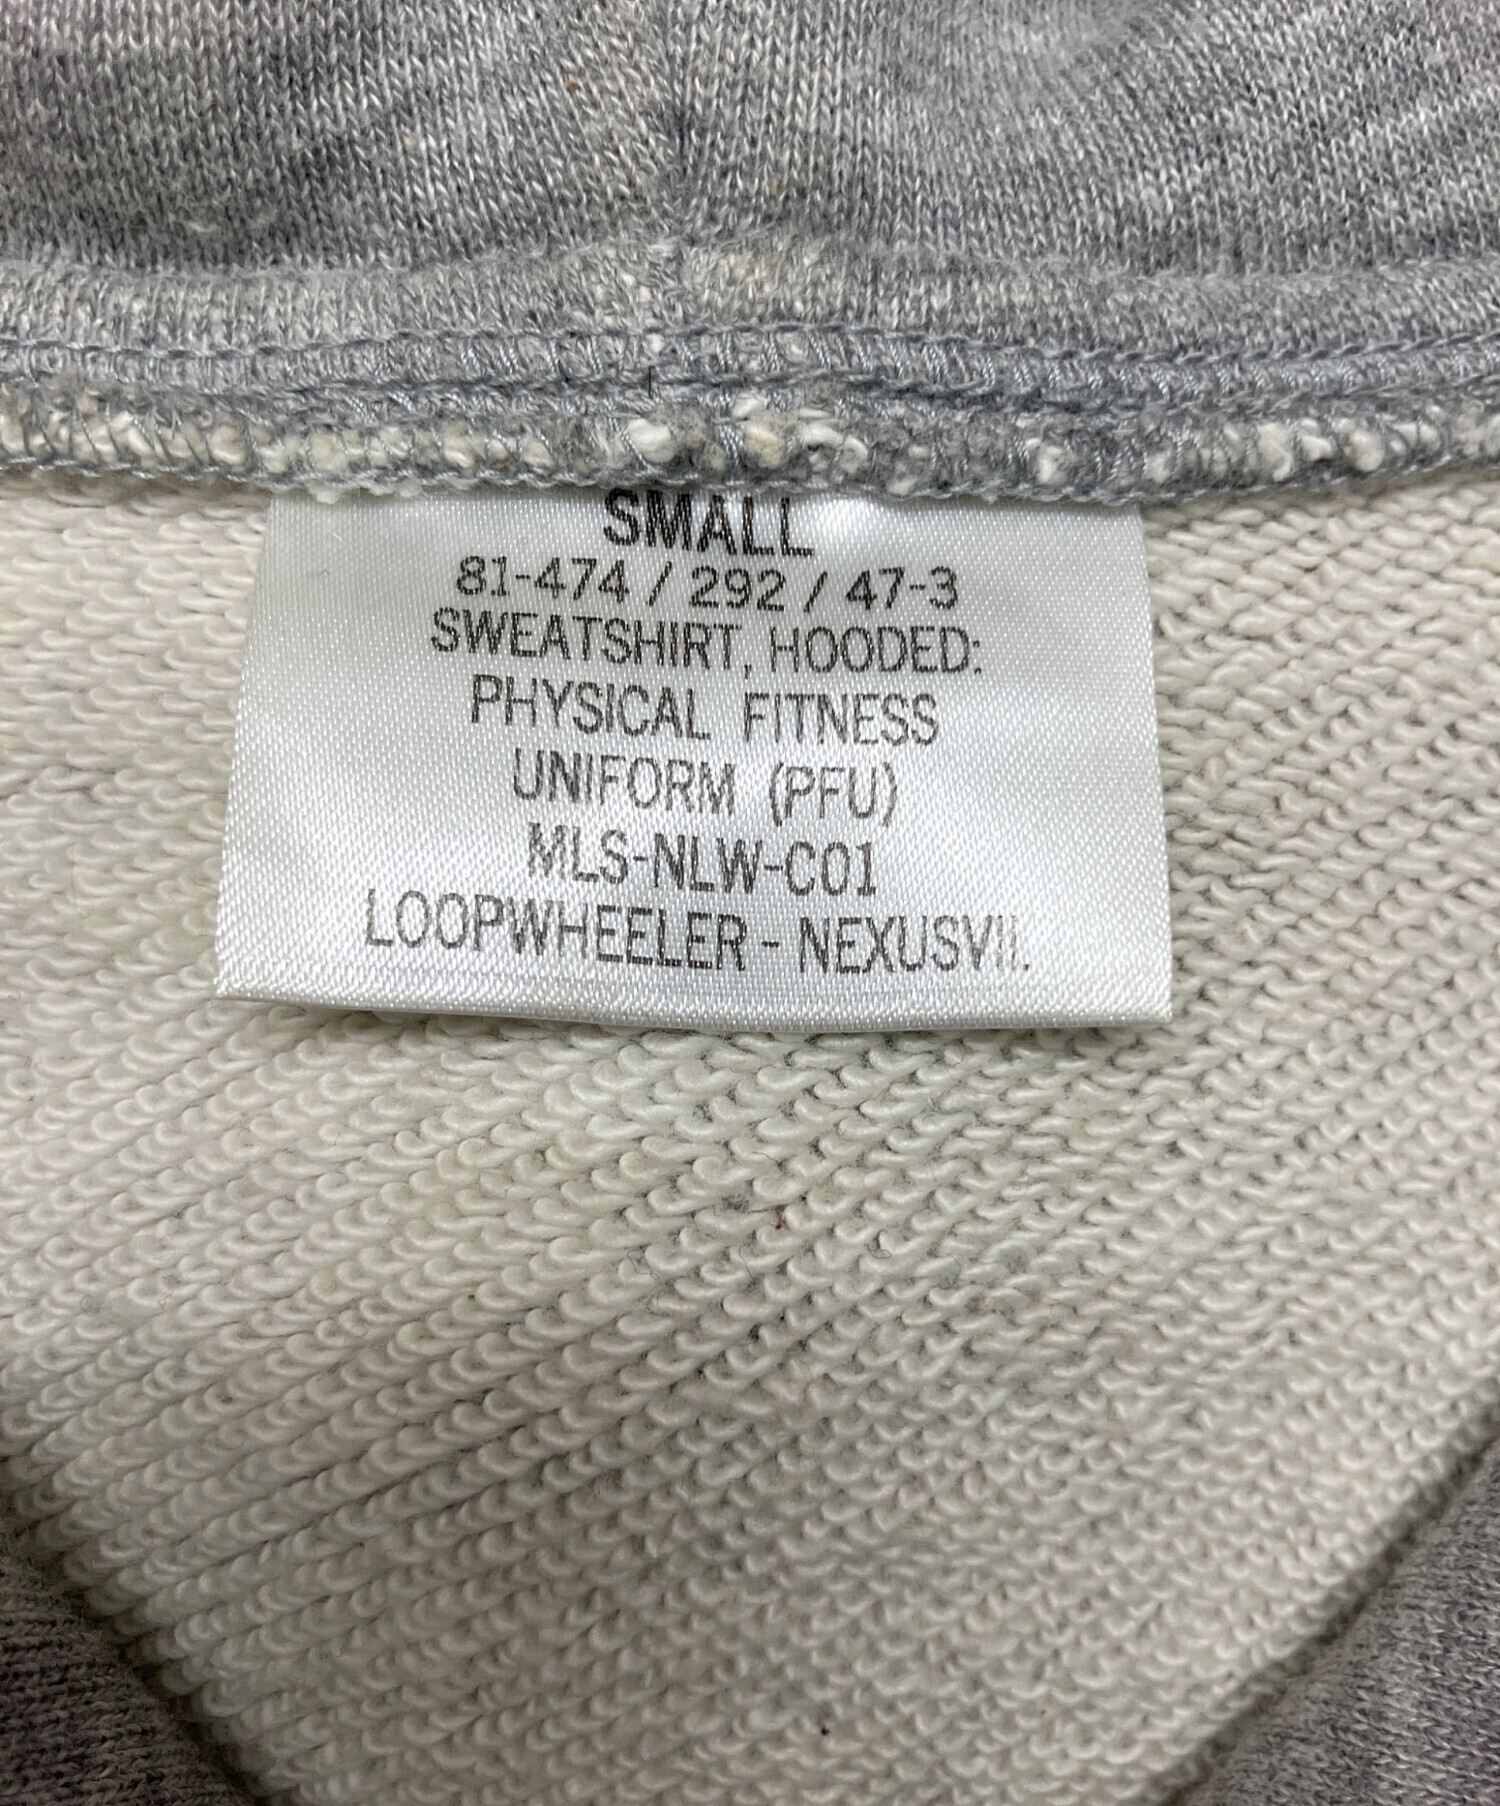 SMALL
81-474 / 292 / 47-3
SWEATSHIRT, HOODED:
PHYSICAL FITNESS
UNIFORM (PFU)
MLS-NLW-C01
LOOPWHEELER - NEXUSVII.